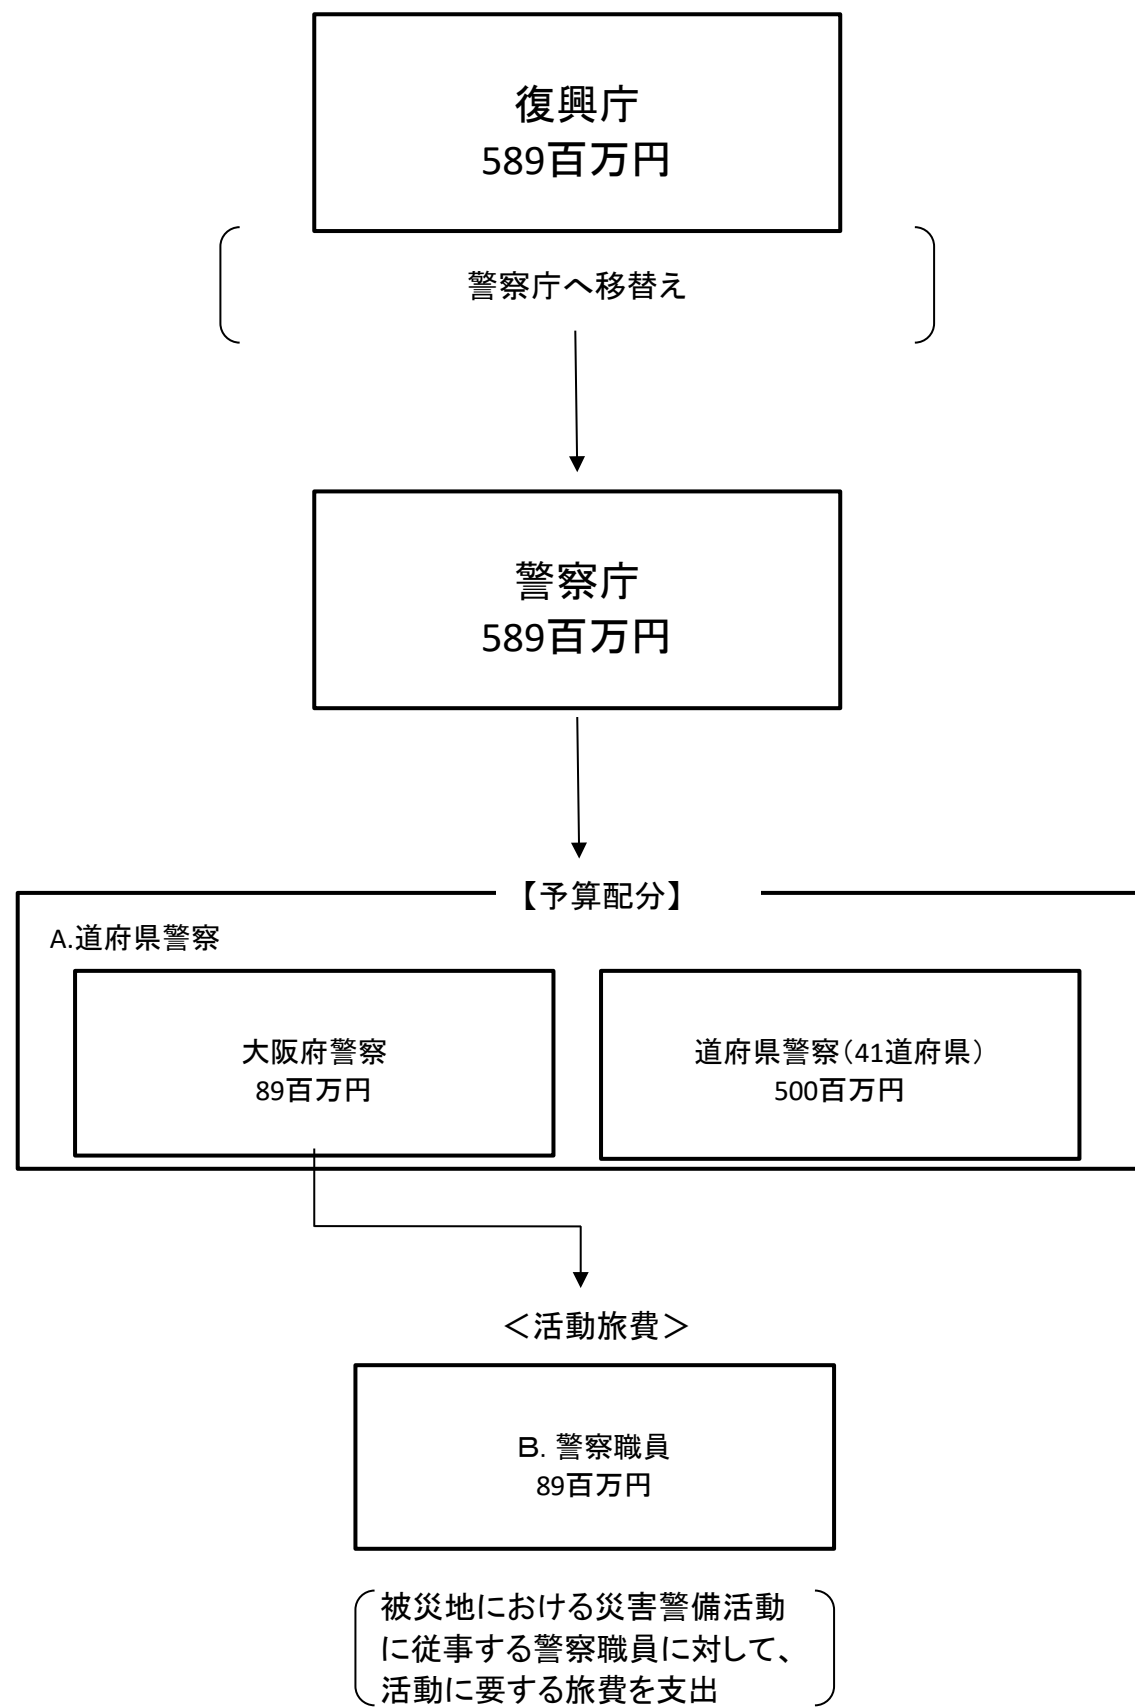 復興庁
589百万円
警察庁へ移替え
警察庁
589百万円
【予算配分】
A.道府県警察
大阪府警察
89百万円
道府県警察（41道府県）
500百万円
＜活動旅費＞
Ｂ. 警察職員
89百万円
被災地における災害警備活動
に従事する警察職員に対して、
活動に要する旅費を支出